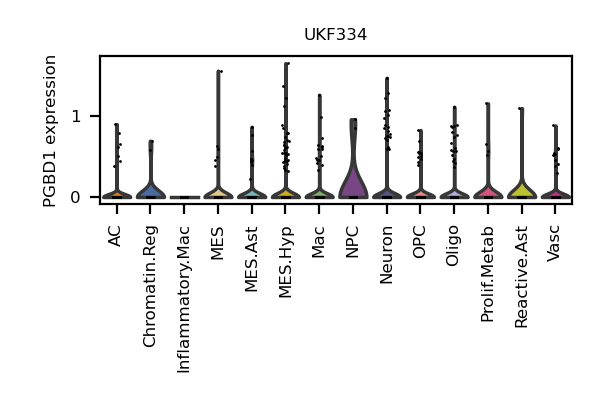 UKF334
PGBD1 expression
1
0
AC
Chromatin.Reg
Inflammatory.Mac
MES
MES.Ast
MES.Hyp
Mac
NPC
Neuron
OPC
Oligo
Prolif.Metab
Reactive.Ast
Vasc